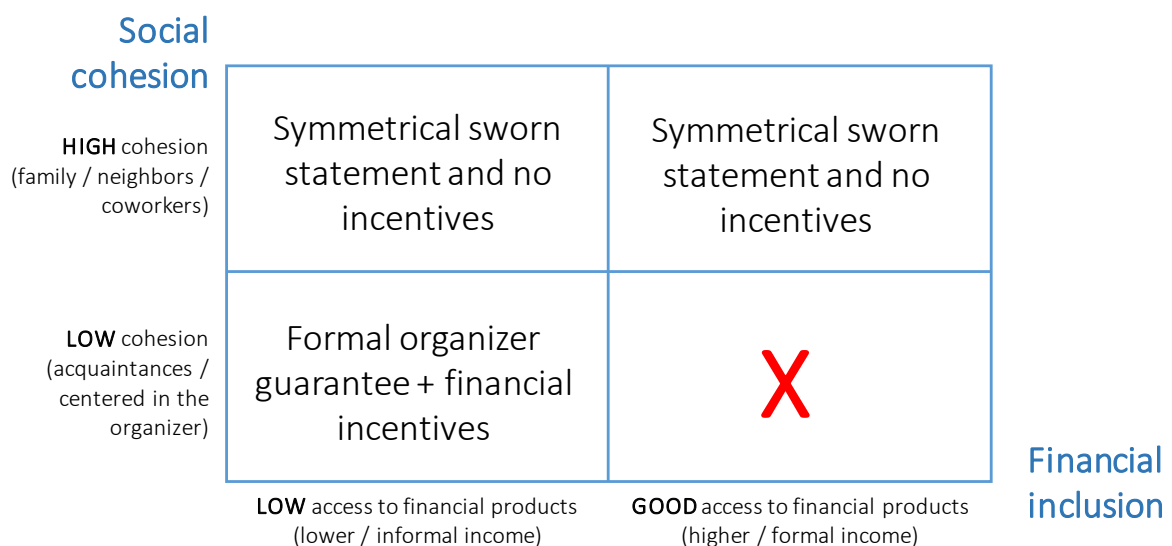 Social
cohesion
HIGH cohesion
(family / neighbors /
coworkers)
Symmetrical sworn
statement and no
incentives
Symmetrical sworn
statement and no
incentives
LOW cohesion
(acquaintances /
centered in the
organizer)
Formal organizer
guarantee + financial
incentives
X
LOW access to financial products
(lower / informal income)
GOOD access to financial products
(higher / formal income)
Financial
inclusion